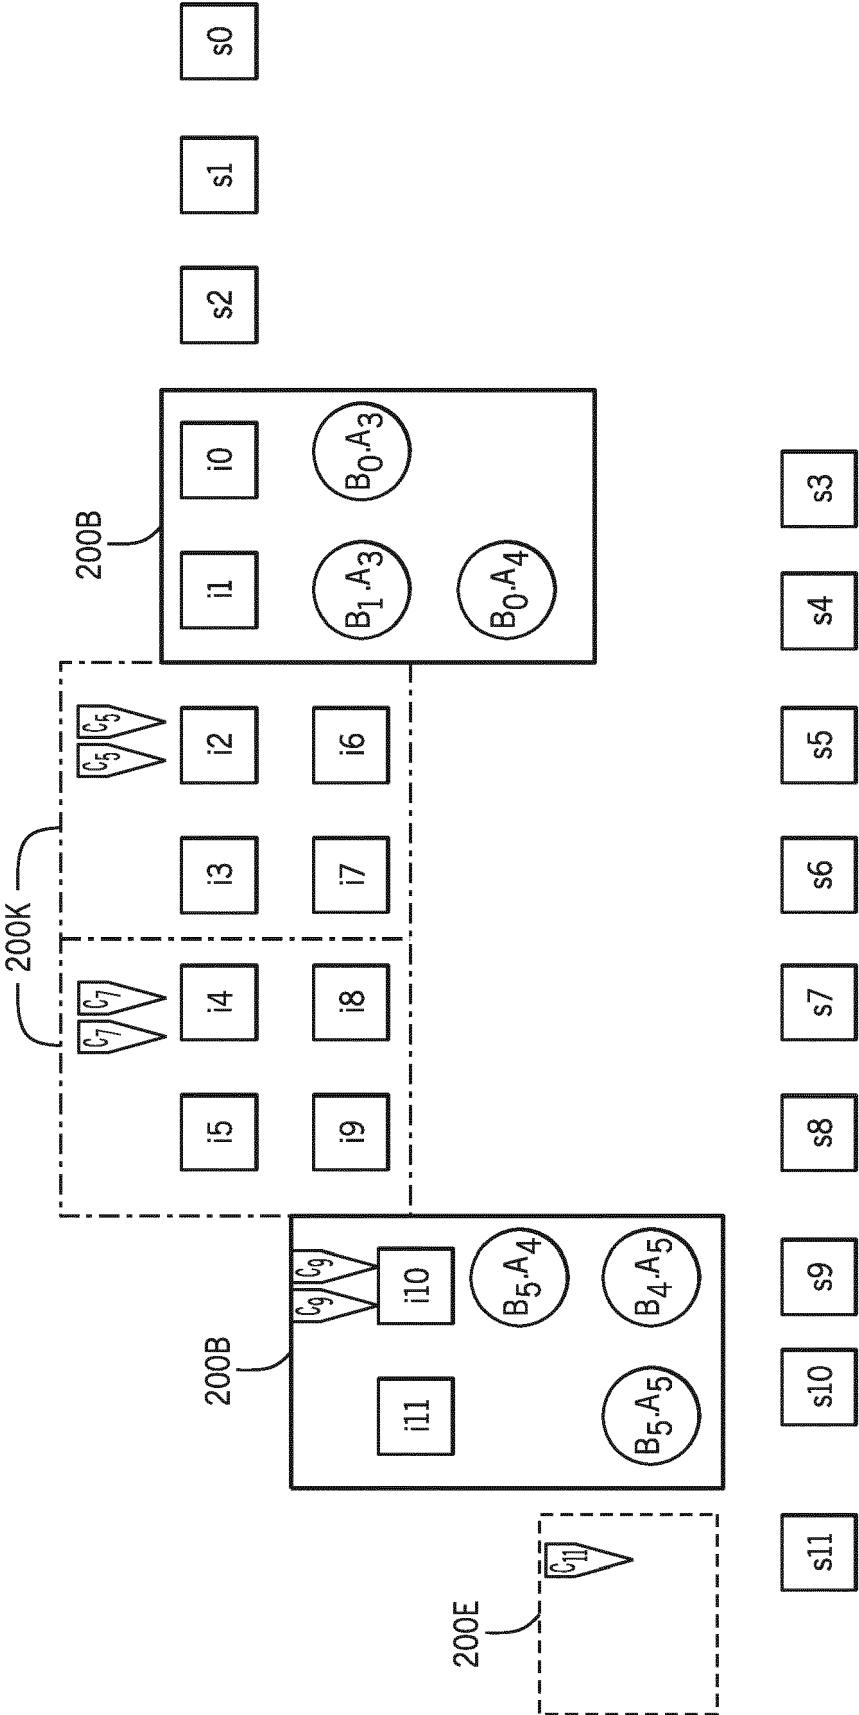 s0
s1
s2
200B
i0
i1
B0.A3
B1.A3
B0.A4
s3
s4
200K
C5
C5
i2
i6
s5
i3
i7
s6
C7
C7
i4
i8
s7
i5
i9
s8
200B
C9
C9
i10
B5.A4
B4.A5
s9
i11
B5.A5
s10
200E
C11
s11